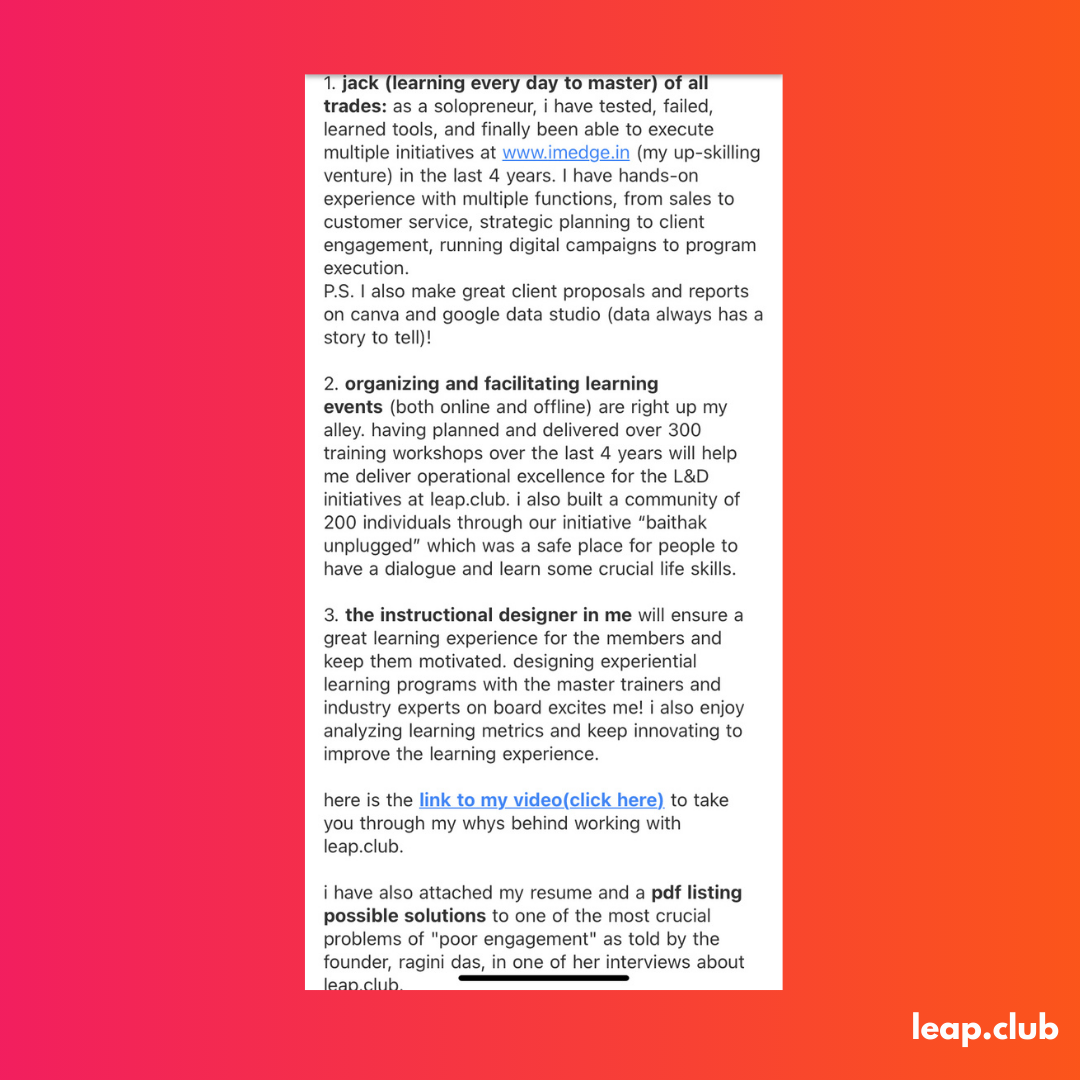 1. jack (learning every day to master) of all
trades: as a solopreneur, i have tested, failed,
learned tools, and finally been able to execute
multiple initiatives at www.imedge.in (my up-skilling
venture) in the last 4 years. I have hands-on
experience with multiple functions, from sales to
customer service, strategic planning to client
engagement, running digital campaigns to program
execution.
P.S. I also make great client proposals and reports
on canva and google data studio (data always has a
story to tell)!
2. organizing and facilitating learning
events (both online and offline) are right up my
alley. having planned and delivered over 300
training workshops over the last 4 years will help
me deliver operational excellence for the L&D
initiatives at leap.club. i also built a community of
200 individuals through our initiative “baithak
unplugged” which was a safe place for people to
have a dialogue and learn some crucial life skills.
3. the instructional designer in me will ensure a
great learning experience for the members and
keep them motivated. designing experiential
learning programs with the master trainers and
industry experts on board excites me! i also enjoy
analyzing learning metrics and keep innovating to
improve the learning experience.
here is the link to my video(click here) to take
you through my whys behind working with
leap.club.
i have also attached my resume and a pdf listing
possible solutions to one of the most crucial
problems of "poor engagement" as told by the
founder, ragini das, in one of her interviews about
leap.club.
leap.club